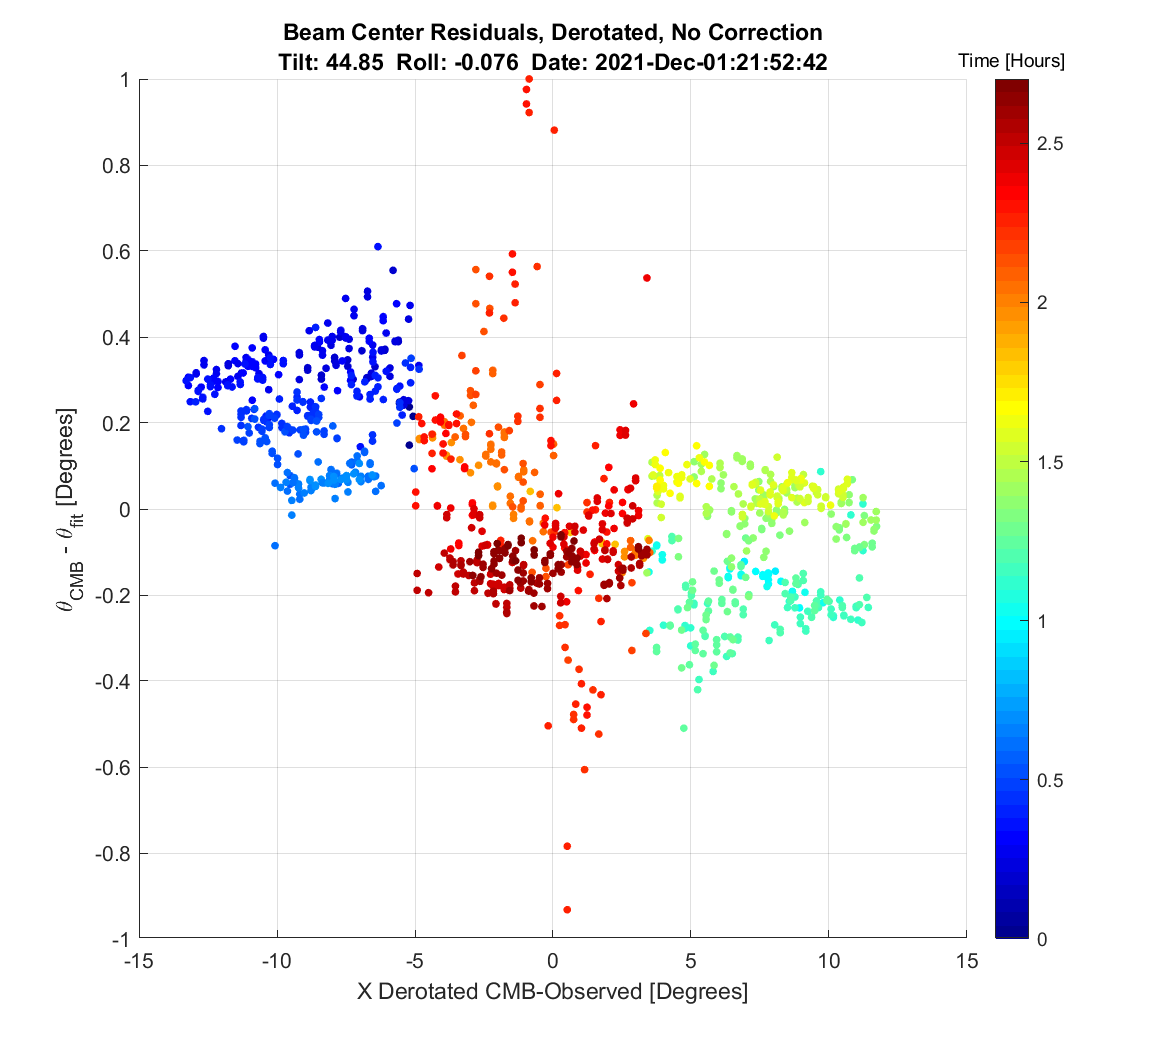 Beam Center Residuals, Derotated, No Correction
Tilt: 44.85  Roll: -0.076  Date: 2021-Dec-01:21:52:42
Time [Hours]
1
0.8
0.6
0.4
0.2
0
-0.2
-0.4
-0.6
-0.8
-1
θCMB - θfit [Degrees]
-15 -10 -5 0 5 10 15
X Derotated CMB-Observed [Degrees]
2.5
2
1.5
1
0.5
0